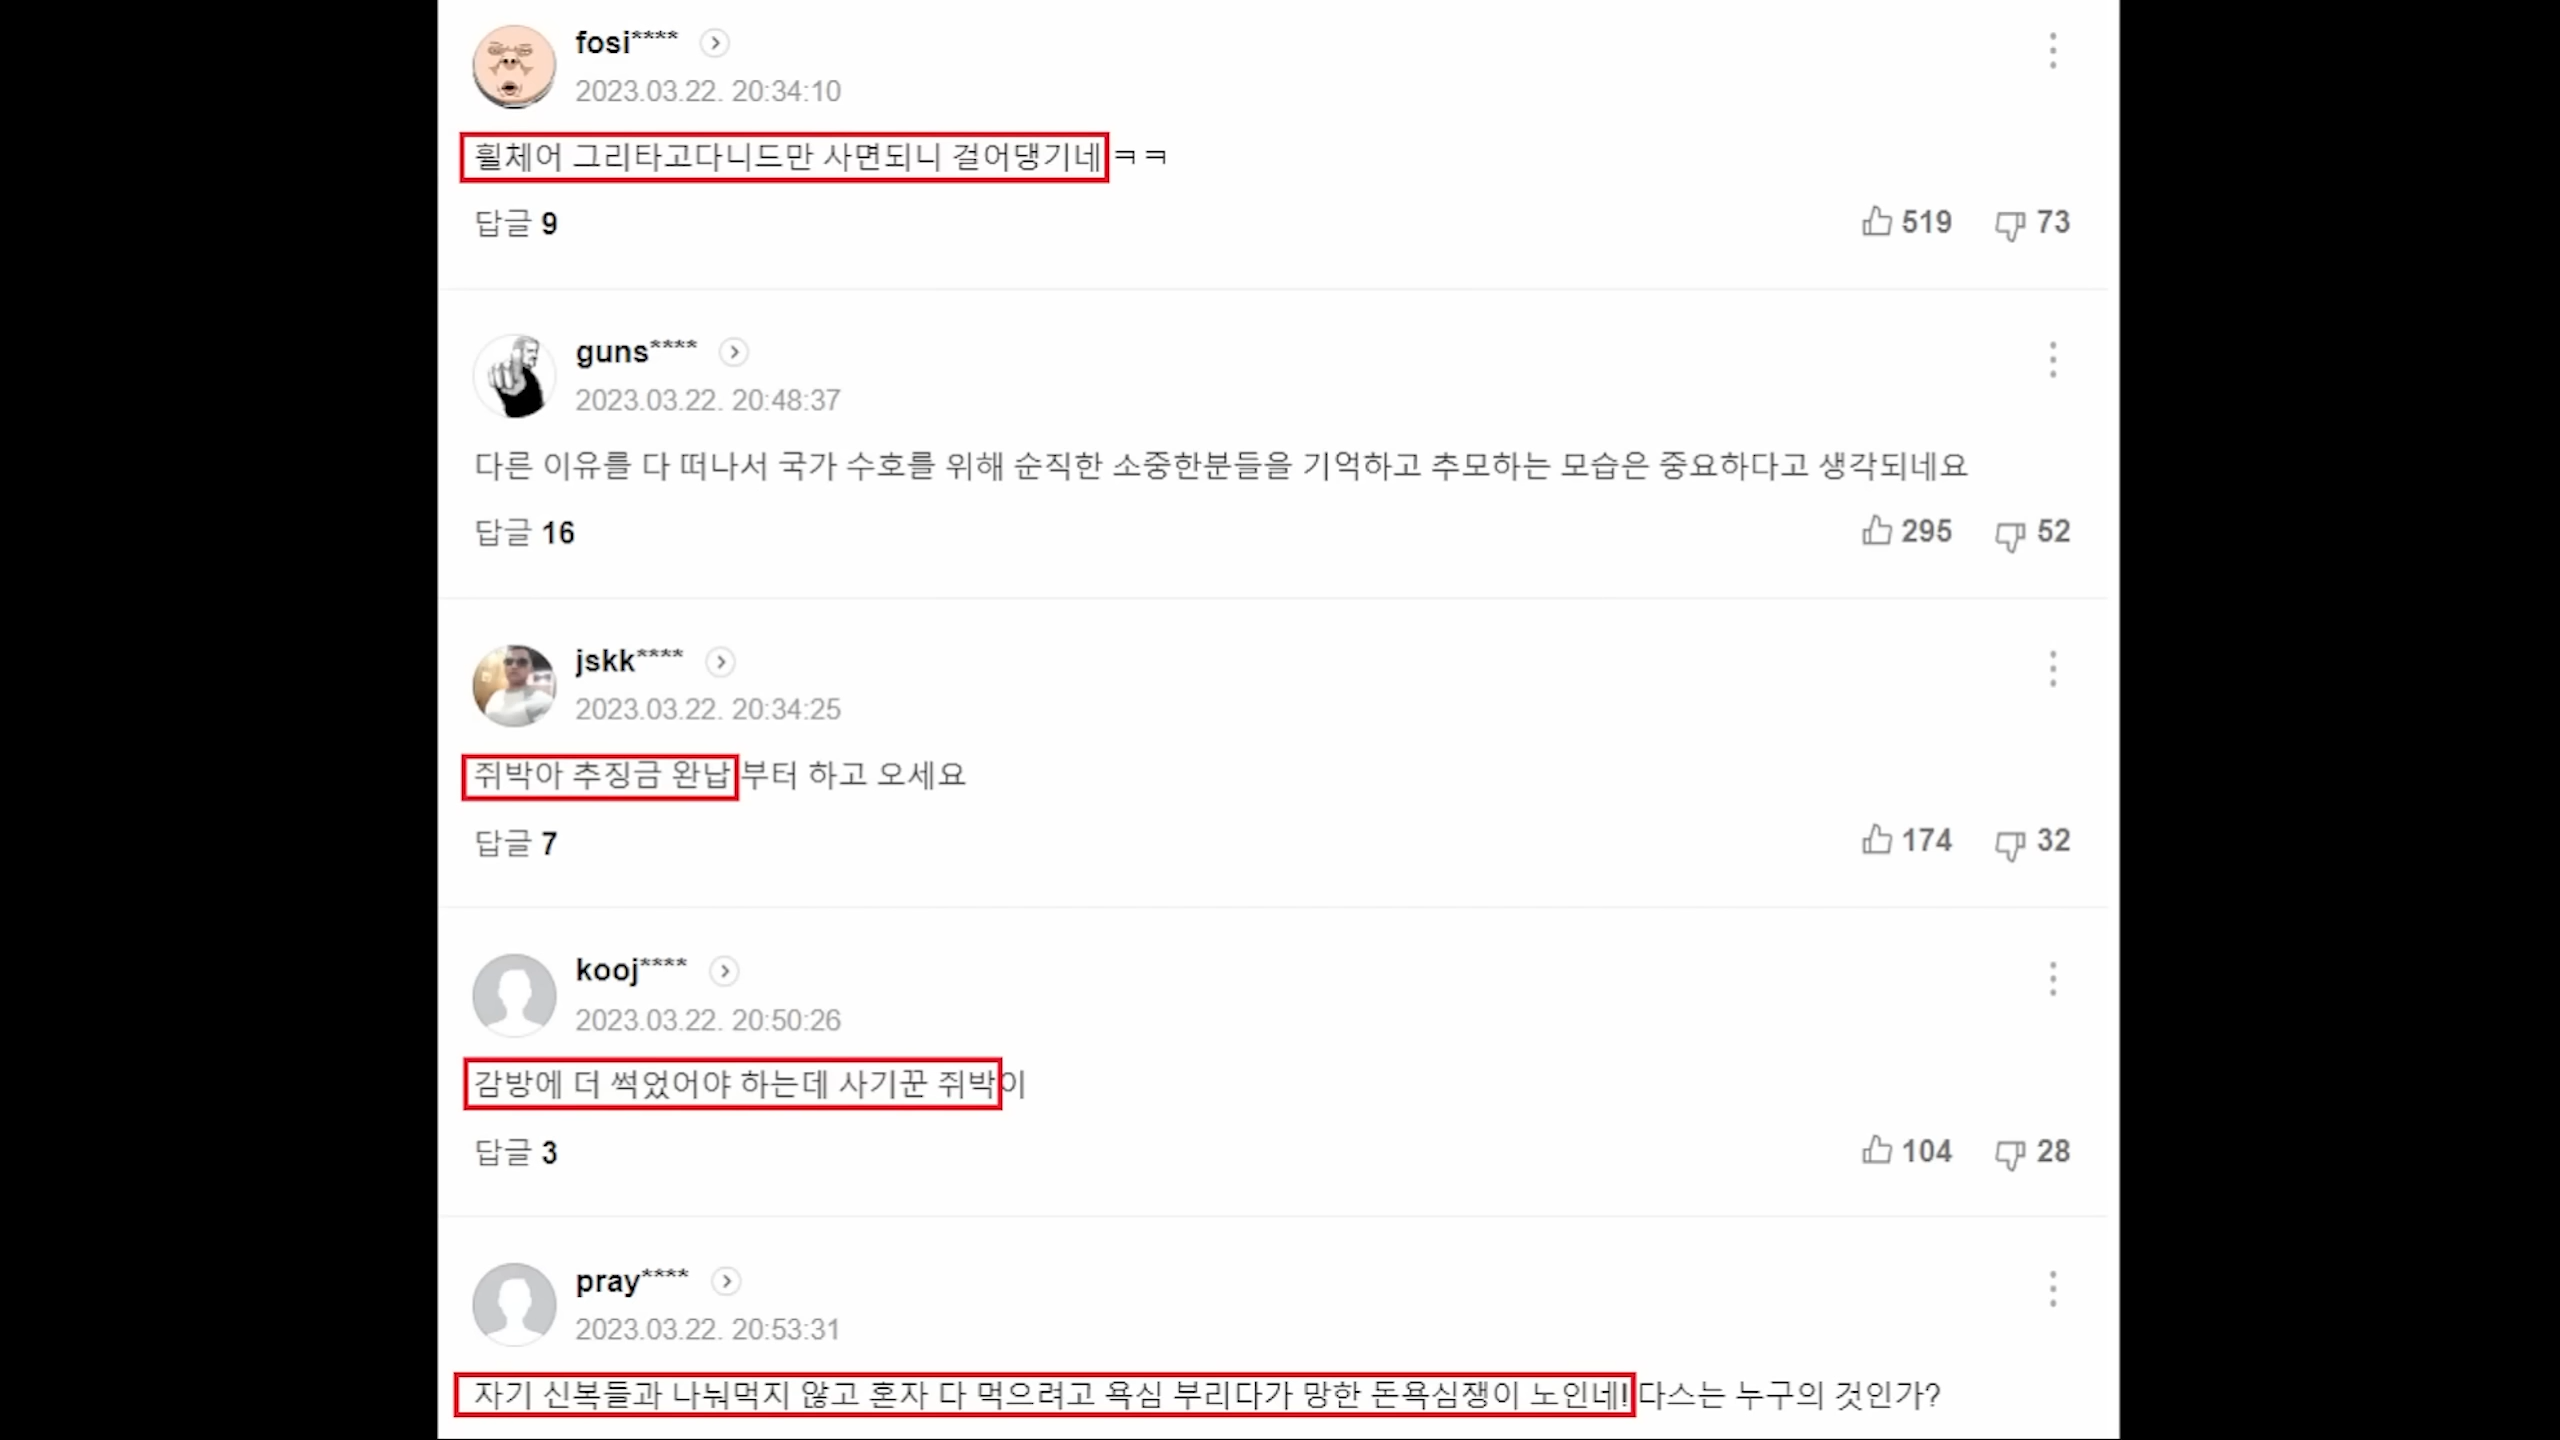 fosi****
2023.03.22. 20:34:10
휠체어 그리타고다니드만 사면되니 걸어댕기네 ㅋㅋ
답글 9
519 73
guns****
2023.03.22. 20:48:37
다른 이유를 다 떠나서 국가 수호를 위해 순직한 소중한분들을 기억하고 추모하는 모습은 중요하다고 생각되네요
답글 16
295 52
jskk****
2023.03.22. 20:34:25
쥐박아 추징금 완납부터 하고 오세요
답글 7
174 32
kooj****
2023.03.22. 20:50:26
감방에 더 썩었어야 하는데 사기꾼 쥐박이
답글 3
104 28
pray****
2023.03.22. 20:53:31
자기 신복들과 나눠먹지 않고 혼자 다 먹으려고 욕심 부리다가 망한 돈욕심쟁이 노인네! 다스는 누구의 것인가?